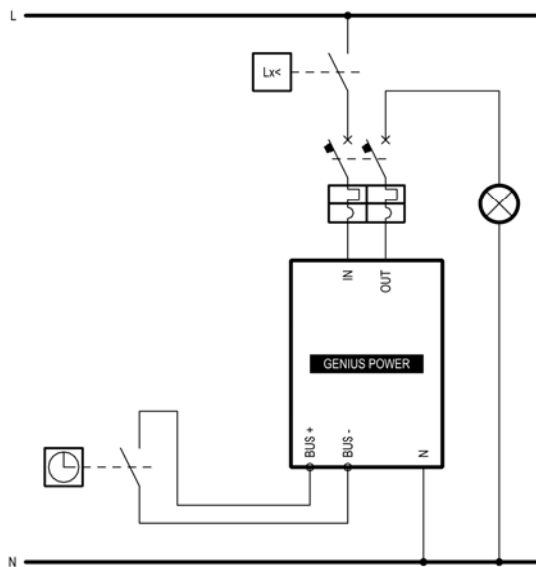 L
Lx<
IN
OUT
GENIUS POWER
BUS +
BUS -
N
N